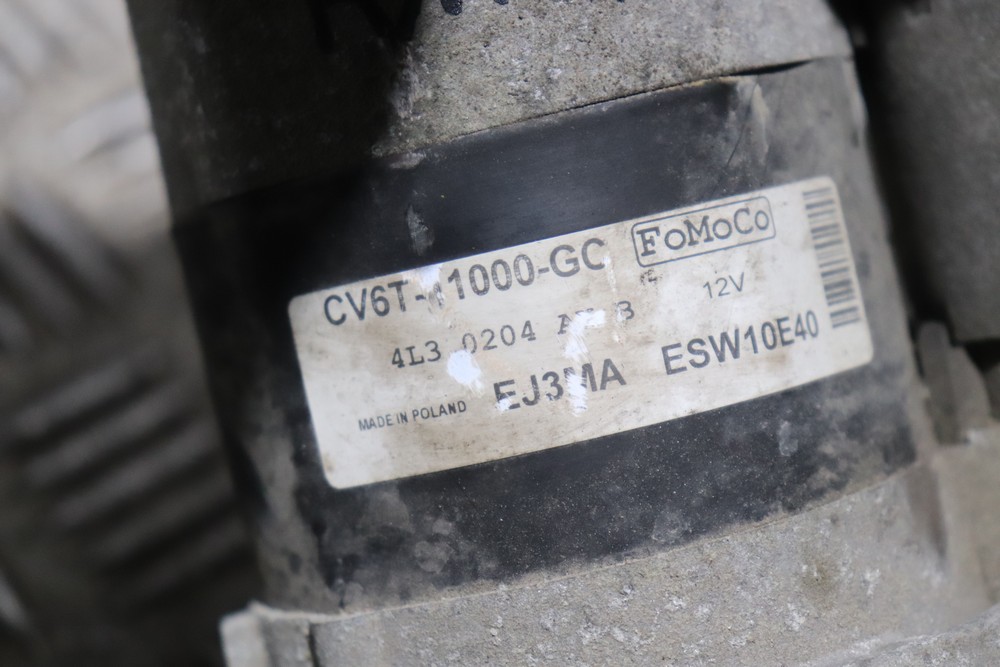 CV6T-11000-GC FoMoCo
4L3 0204 12V
EJ3MA ESW10E40
MADE IN POLAND